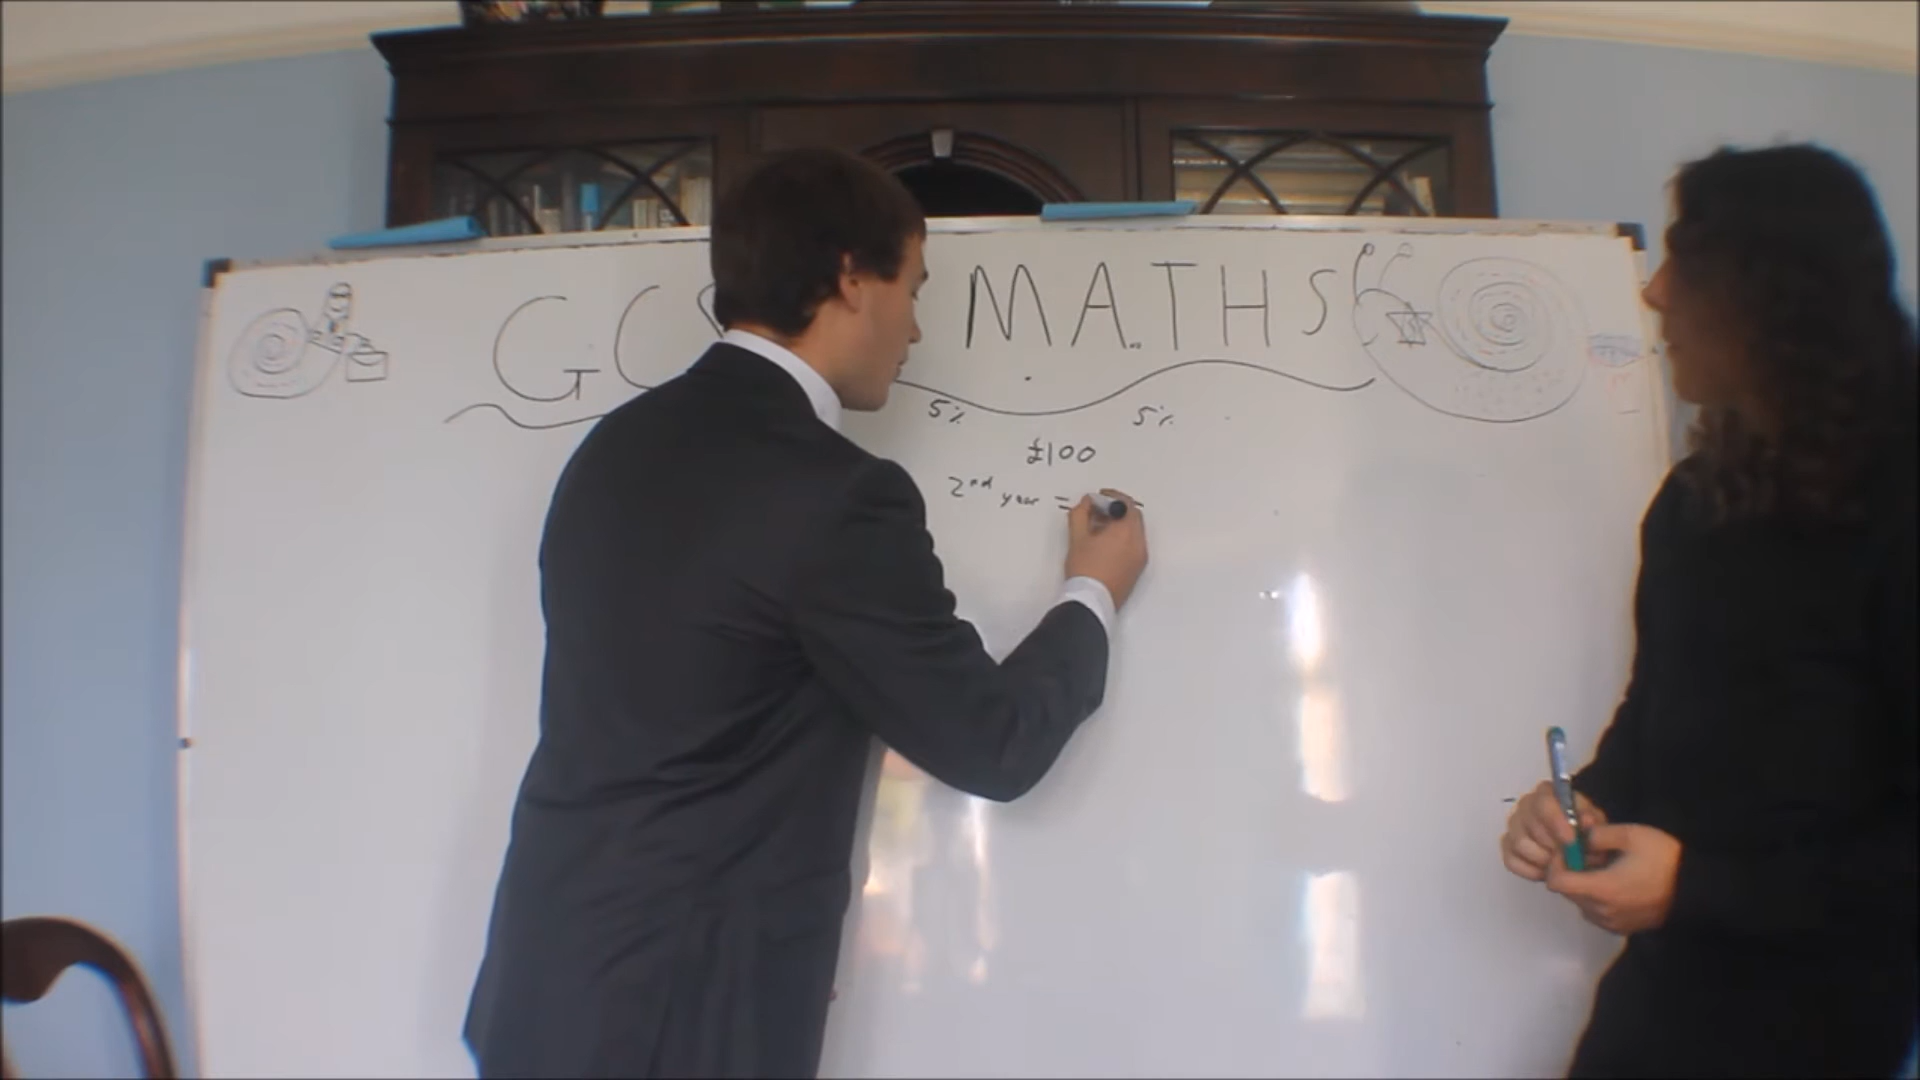 GC MATHS
5% 5%
£100
2nd year =